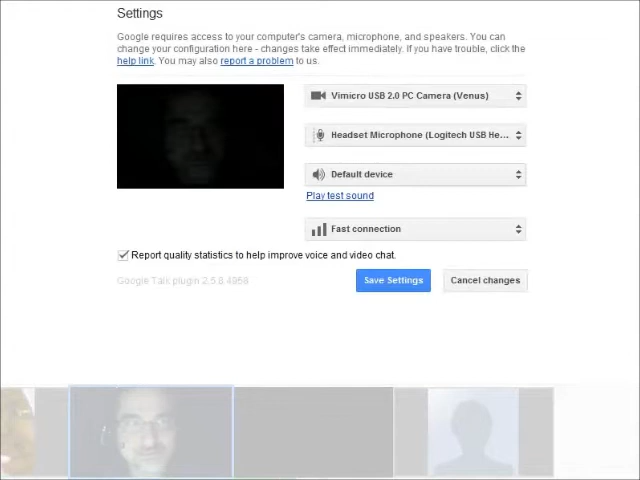 Settings
Google requires access to your computer's camera, microphone, and speakers. You can
change your configuration here - changes take effect immediately. If you have trouble, click the
help link. You may also report a problem to us.
Vimicro USB 2.0 PC Camera (Venus)
Headset Microphone (Logitech USB He...
Default device
Play test sound
Fast connection
Report quality statistics to help improve voice and video chat.
Google Talk plugin 2.5.8.4958
Save Settings
Cancel changes